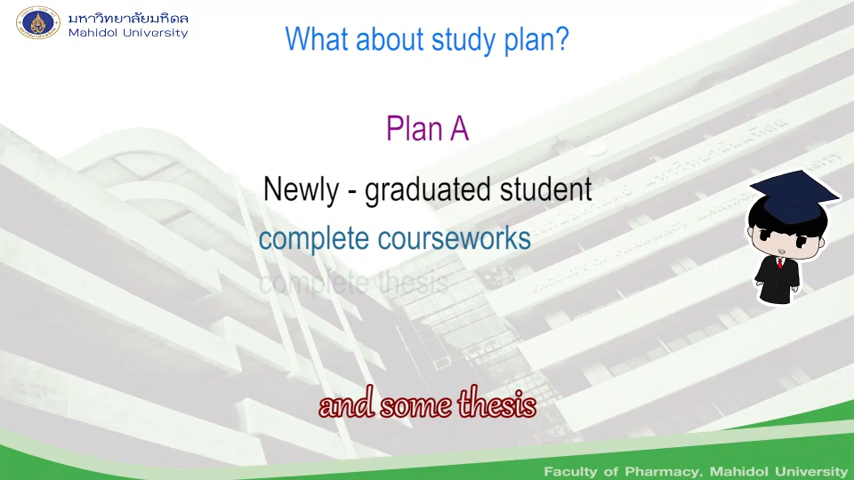 มหาวิทยาลัยมหิดล
Mahidol University
What about study plan?
Plan A
Newly - graduated student
complete courseworks
complete thesis
and some thesis
Faculty of Pharmacy, Mahidol University